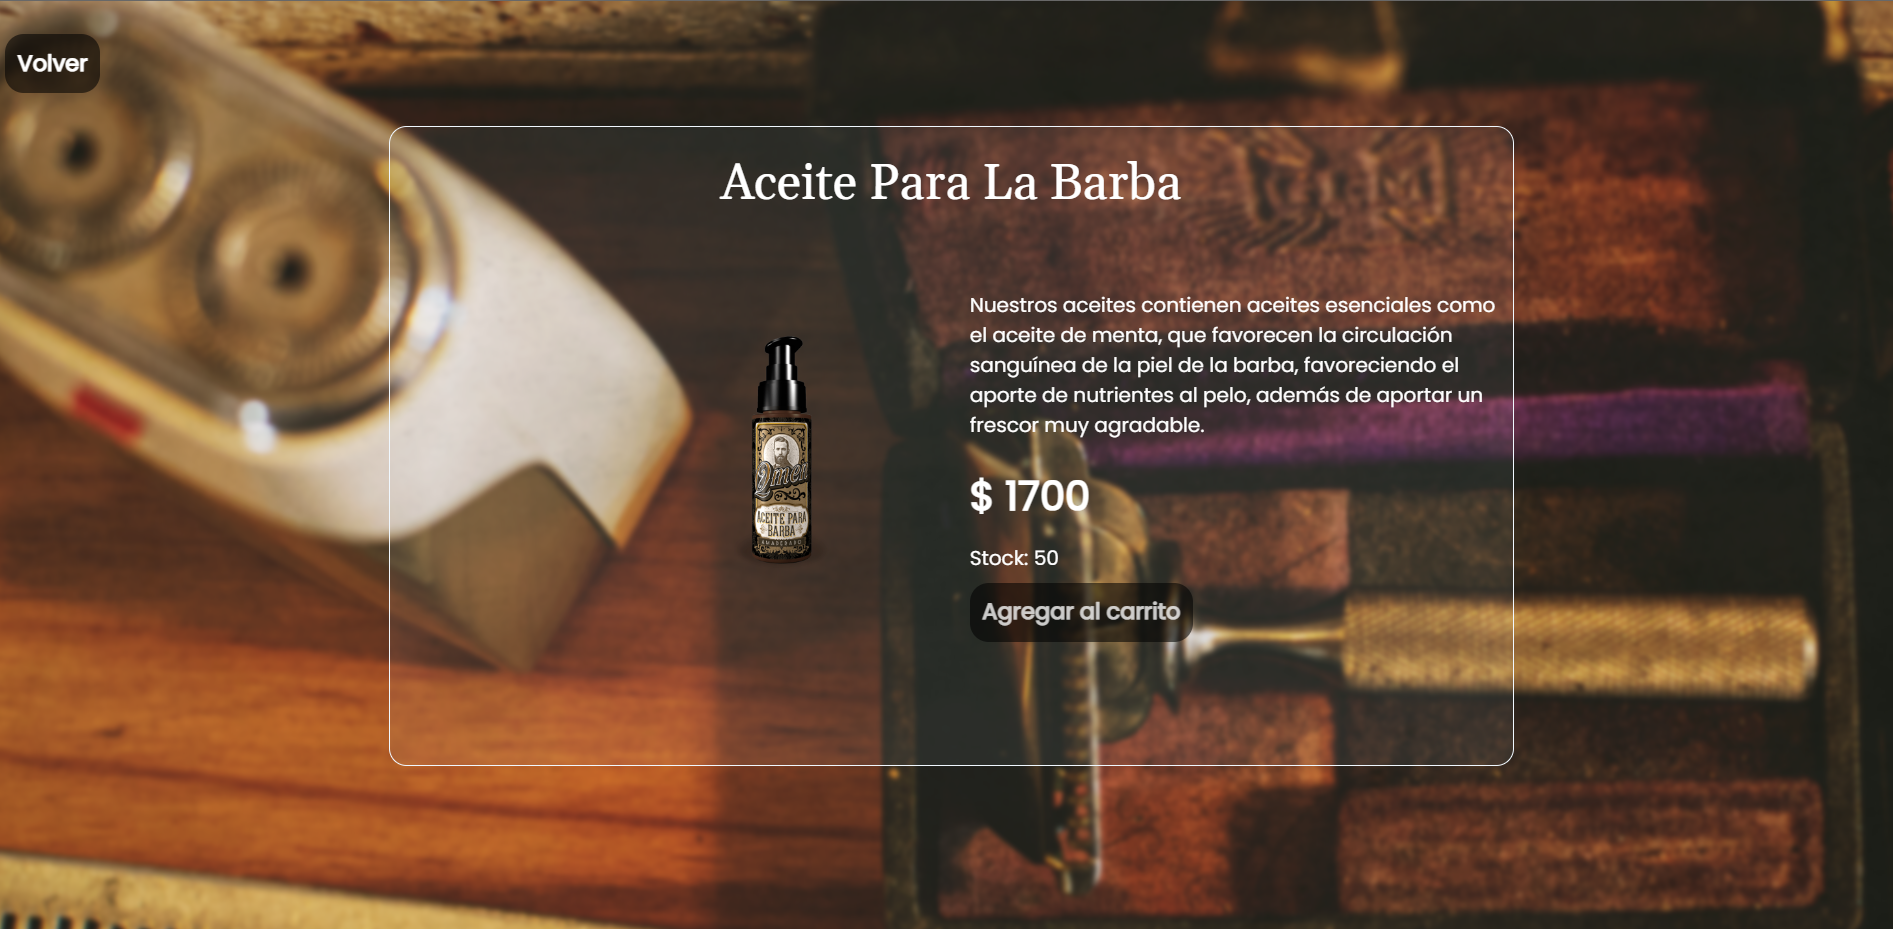 Volver
Aceite Para La Barba
Nuestros aceites contienen aceites esenciales como
el aceite de menta, que favorecen la circulación
sanguínea de la piel de la barba, favoreciendo el
aporte de nutrientes al pelo, además de aportar un
frescor muy agradable.
$ 1700
Stock: 50
Agregar al carrito
2men
ACEITE PARA
BARBA